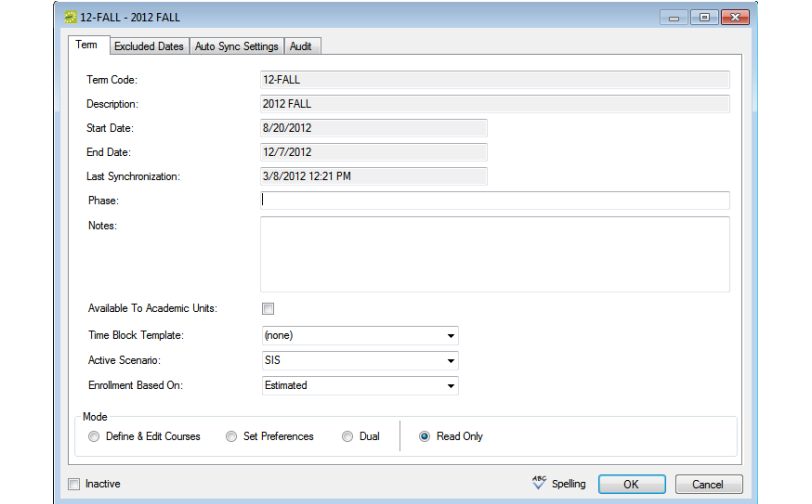 12-FALL - 2012 FALL
Term Excluded Dates Auto Sync Settings Audit
Term Code: 12-FALL
Description: 2012 FALL
Start Date: 8/20/2012
End Date: 12/7/2012
Last Synchronization: 3/8/2012 12:21 PM
Phase:
Notes:
Available To Academic Units:
Time Block Template: (none)
Active Scenario: SIS
Enrollment Based On: Estimated
Mode
Define & Edit Courses Set Preferences Dual Read Only
Inactive ABC Spelling OK Cancel